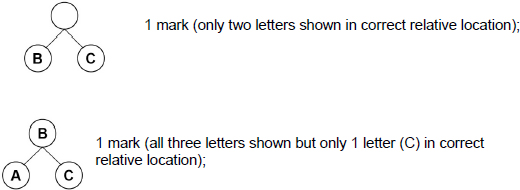 1 mark (only two letters shown in correct relative location);
B C
B
1 mark (all three letters shown but only 1 letter (C) in correct
relative location);
A C